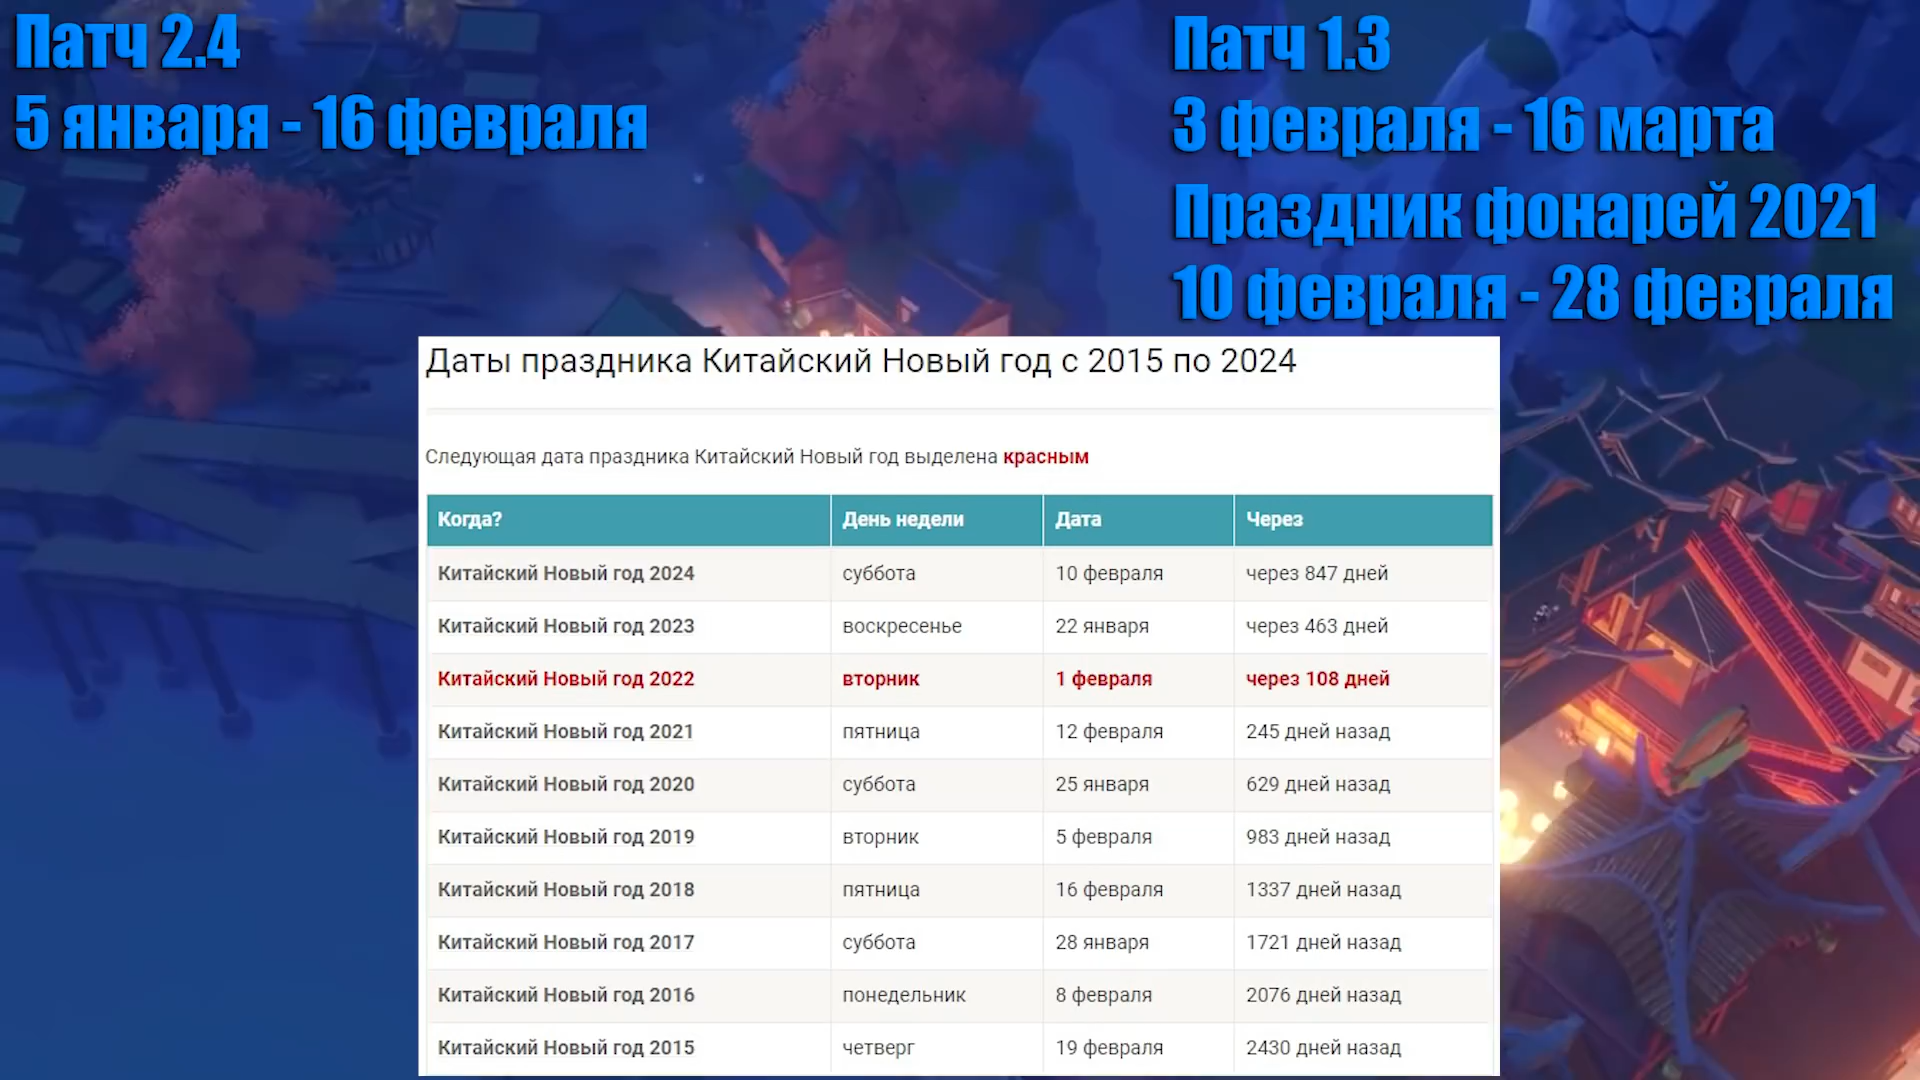 Патч 2.4
5 января - 16 февраля
Патч 1.3
3 февраля - 16 марта
Праздник фонарей 2021
10 февраля - 28 февраля
Даты праздника Китайский Новый год с 2015 по 2024
Следующая дата праздника Китайский Новый год выделена красным
Когда? День недели Дата Через
Китайский Новый год 2024 суббота 10 февраля через 847 дней
Китайский Новый год 2023 воскресенье 22 января через 463 дней
Китайский Новый год 2022 вторник 1 февраля через 108 дней
Китайский Новый год 2021 пятница 12 февраля 245 дней назад
Китайский Новый год 2020 суббота 25 января 629 дней назад
Китайский Новый год 2019 вторник 5 февраля 983 дней назад
Китайский Новый год 2018 пятница 16 февраля 1337 дней назад
Китайский Новый год 2017 суббота 28 января 1721 дней назад
Китайский Новый год 2016 понедельник 8 февраля 2076 дней назад
Китайский Новый год 2015 четверг 19 февраля 2430 дней назад